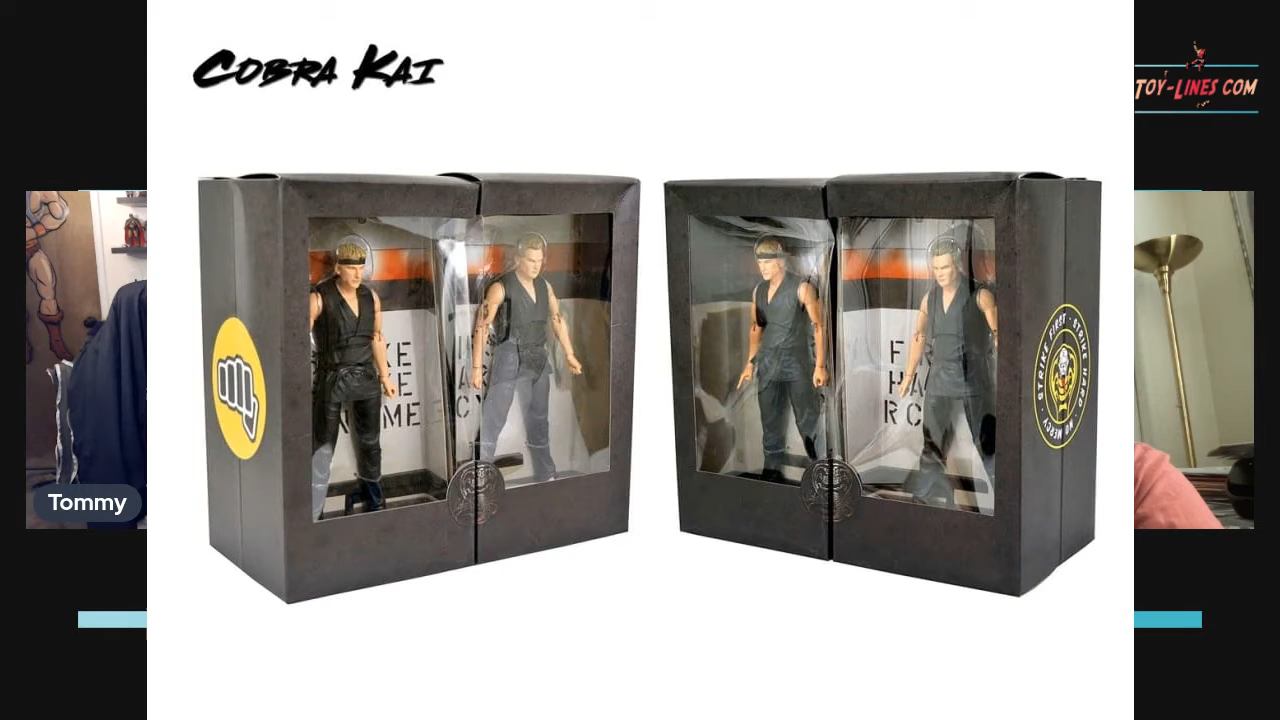 COBRA KAI
TOY-LINES COM
STRIKE FIRST · STRIKE HARD · NO MERCY
Tommy